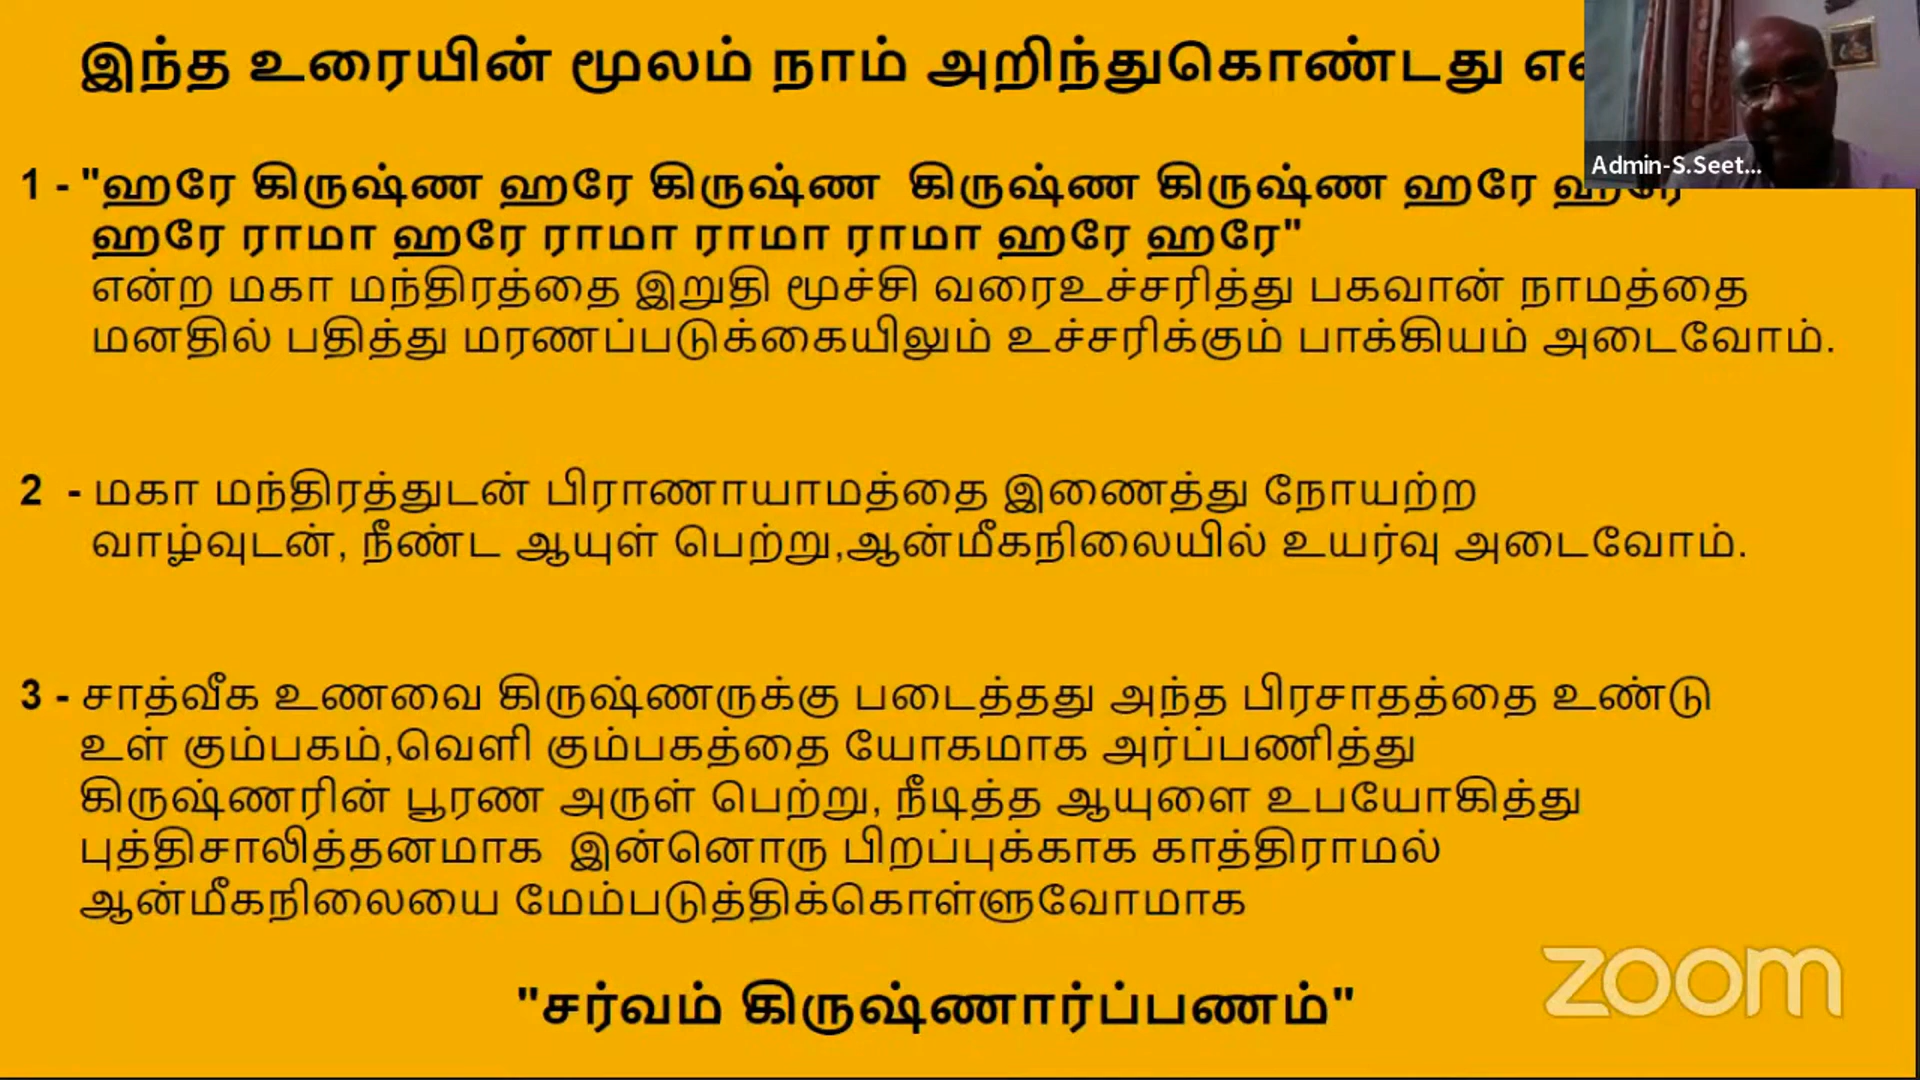 இந்த உரையின் மூலம் நாம் அறிந்துகொண்டது
Admin-S.Seet...
1 - "ஹரே கிருஷ்ண ஹரே கிருஷ்ண கிருஷ்ண கிருஷ்ண ஹரே ஹரே
ஹரே ராமா ஹரே ராமா ராமா ராமா ஹரே ஹரே"
என்ற மகா மந்திரத்தை இறுதி மூச்சி வரைஉச்சரித்து பகவான் நாமத்தை
மனதில் பதித்து மரணப்படுக்கையிலும் உச்சரிக்கும் பாக்கியம் அடைவோம்.
2 - மகா மந்திரத்துடன் பிராணாயாமத்தை இணைத்து நோயற்ற
வாழ்வுடன், நீண்ட ஆயுள் பெற்று,ஆன்மீகநிலையில் உயர்வு அடைவோம்.
3 - சாத்வீக உணவை கிருஷ்ணருக்கு படைத்தது அந்த பிரசாதத்தை உண்டு
உள் கும்பகம்,வெளி கும்பகத்தை யோகமாக அர்ப்பணித்து
கிருஷ்ணரின் பூரண அருள் பெற்று, நீடித்த ஆயுளை உபயோகித்து
புத்திசாலித்தனமாக இன்னொரு பிறப்புக்காக காத்திராமல்
ஆன்மீகநிலையை மேம்படுத்திக்கொள்ளுவோமாக
"சர்வம் கிருஷ்ணார்ப்பணம்"
zoom